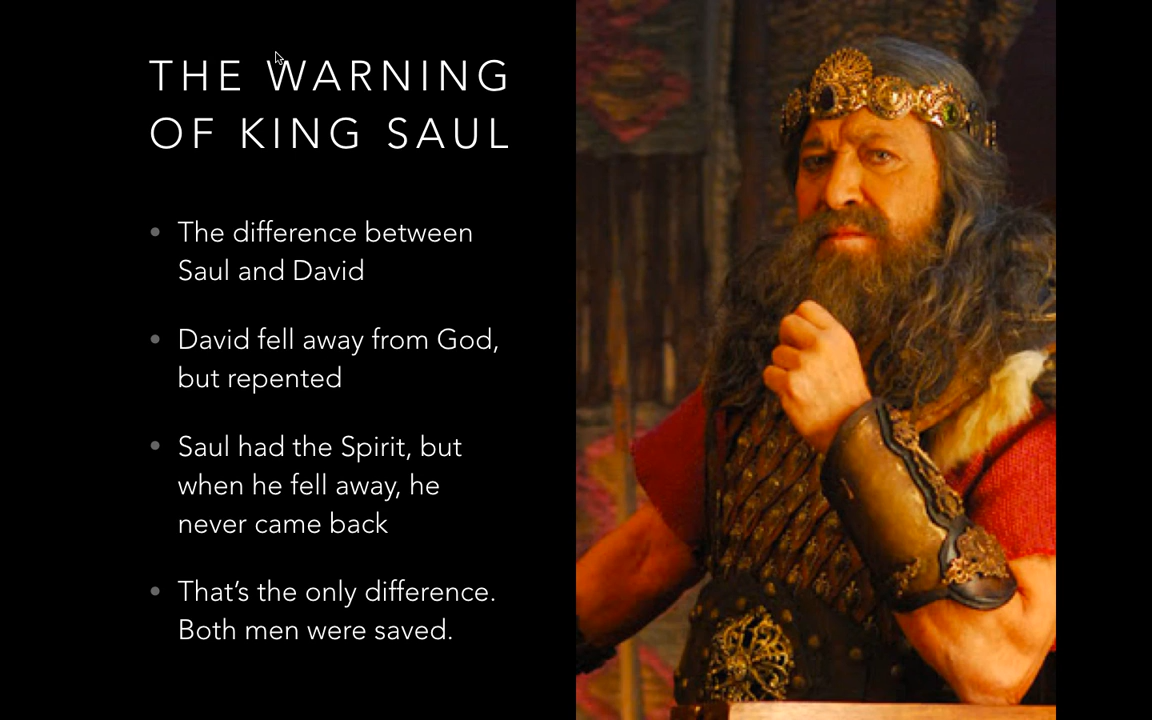 THE WARNING
OF KING SAUL
• The difference between
Saul and David
• David fell away from God,
but repented
• Saul had the Spirit, but
when he fell away, he
never came back
• That’s the only difference.
Both men were saved.